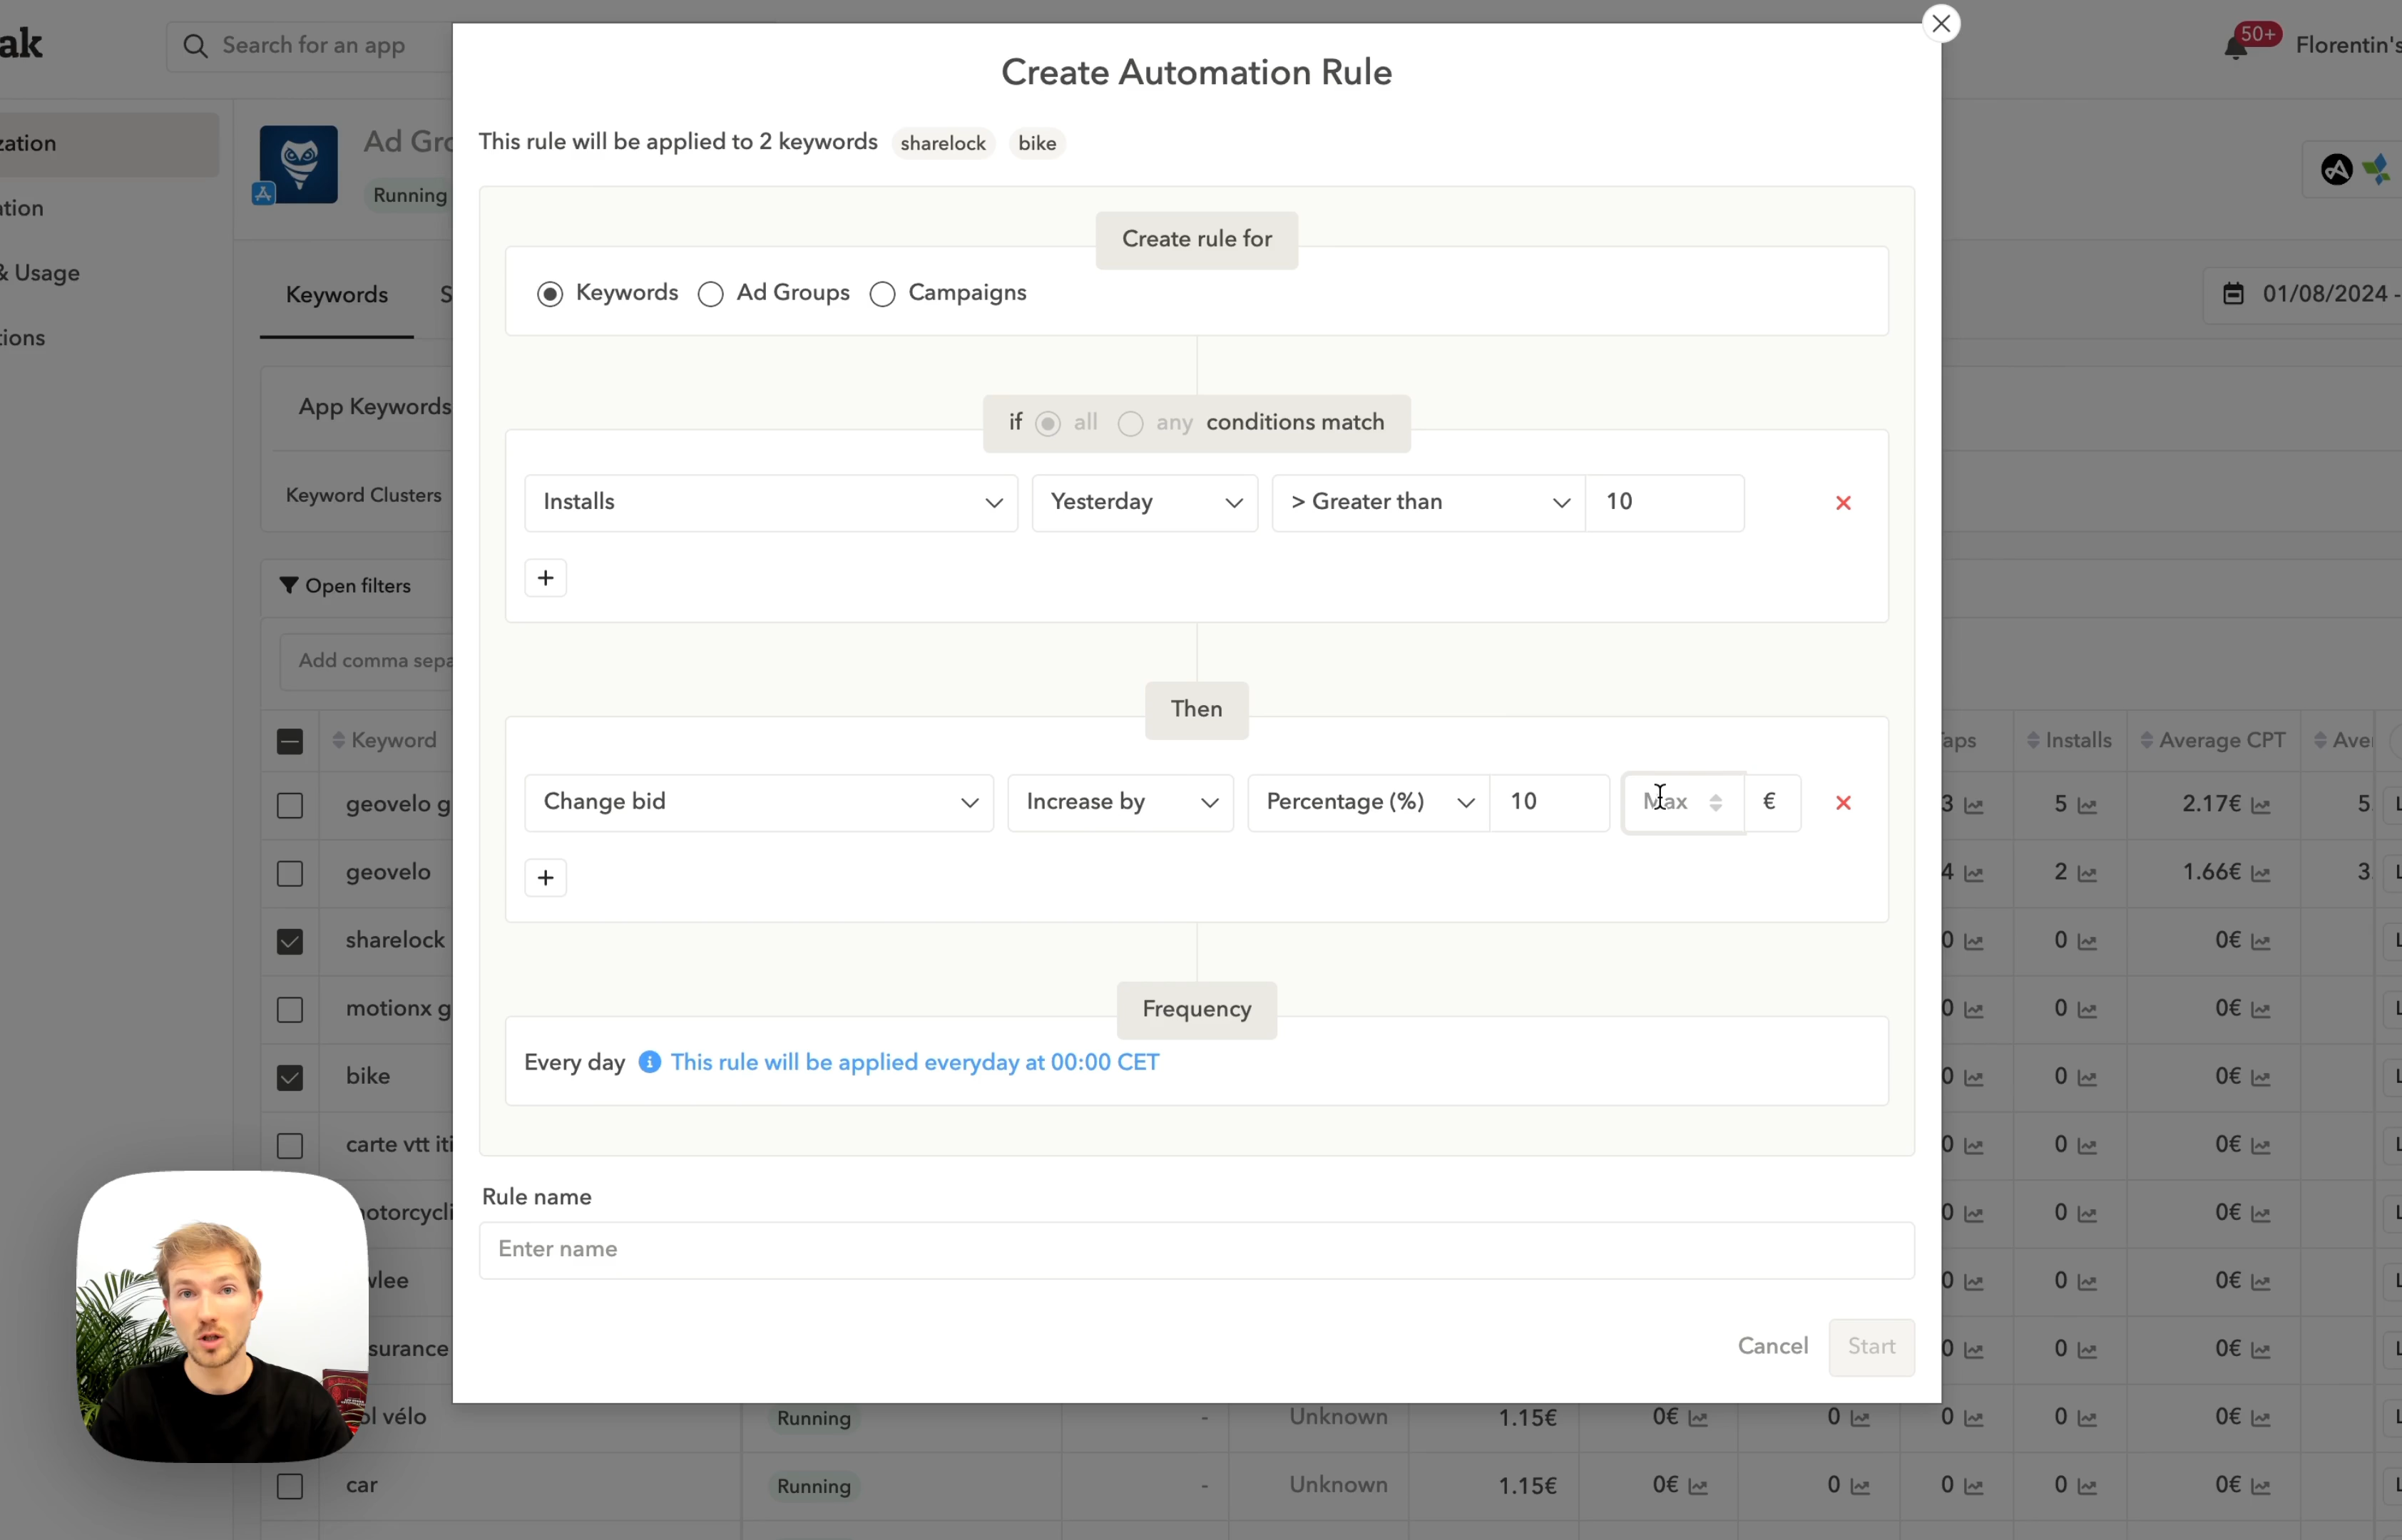 ak
Search for an app
50+
Florentin's
Create Automation Rule
zation
ation
& Usage
tions
Ad Gro
Running
This rule will be applied to 2 keywords sharelock bike
Create rule for
Keywords Ad Groups Campaigns
Keywords S
01/08/2024 -
App Keywords
Keyword Clusters
if all any conditions match
Installs Yesterday > Greater than 10
+
Open filters
Add comma sepa
Then
Change bid Increase by Percentage (%) 10 Max €
+
Keyword
aps Installs Average CPT Aver
geovelo g
3 5 2.17€ 5.
geovelo
4 2 1.66€ 3.
sharelock
0 0 0€
motionx g
0 0 0€
bike
0 0 0€
carte vtt iti
0 0 0€
otorcycli
0 0 0€
wlee
0 0 0€
surance
0 0 0€
Frequency
Every day This rule will be applied everyday at 00:00 CET
Rule name
Enter name
Cancel Start
ol vélo Running - Unknown 1.15€ 0€ 0 0 0 0€
car Running - Unknown 1.15€ 0€ 0 0 0 0€